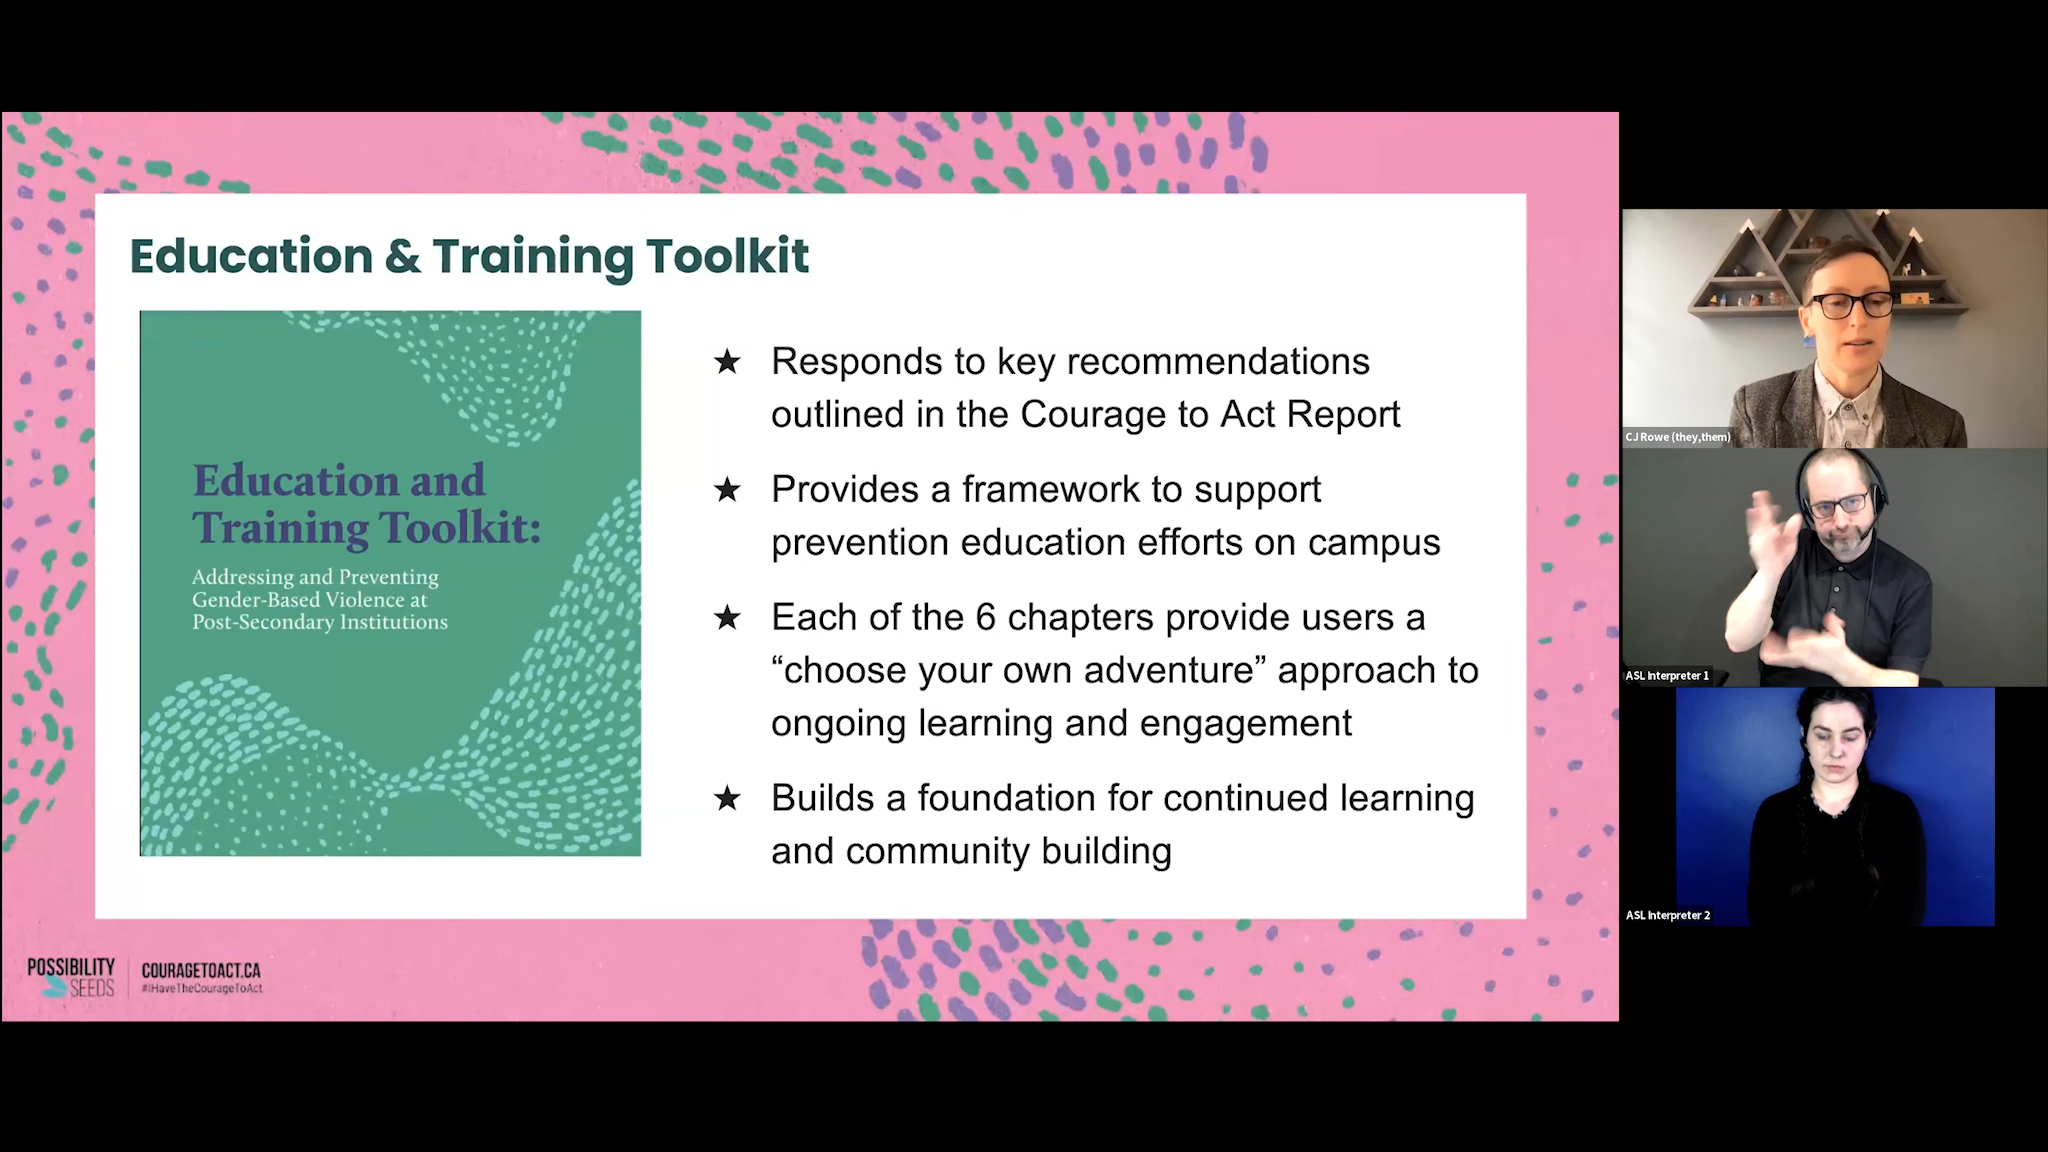 Education & Training Toolkit
Education and
Training Toolkit:
Addressing and Preventing
Gender-Based Violence at
Post-Secondary Institutions
★ Responds to key recommendations
outlined in the Courage to Act Report
★ Provides a framework to support
prevention education efforts on campus
★ Each of the 6 chapters provide users a
“choose your own adventure” approach to
ongoing learning and engagement
★ Builds a foundation for continued learning
and community building
POSSIBILITY
SEEDS
COURAGETOACT.CA
#IHaveTheCourageToAct
CJ Rowe (they,them)
ASL Interpreter 1
ASL Interpreter 2